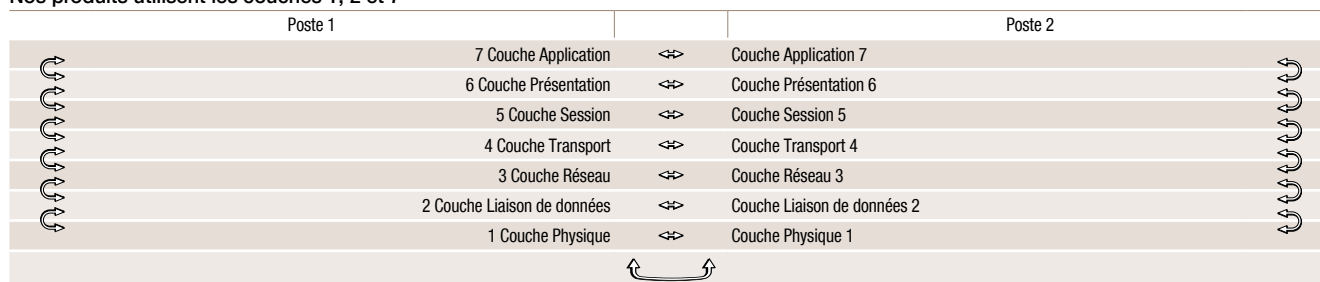 Nos produits utilisent les couches 1, 2 et 7
Poste 1 Poste 2
7 Couche Application Couche Application 7
6 Couche Présentation Couche Présentation 6
5 Couche Session Couche Session 5
4 Couche Transport Couche Transport 4
3 Couche Réseau Couche Réseau 3
2 Couche Liaison de données Couche Liaison de données 2
1 Couche Physique Couche Physique 1